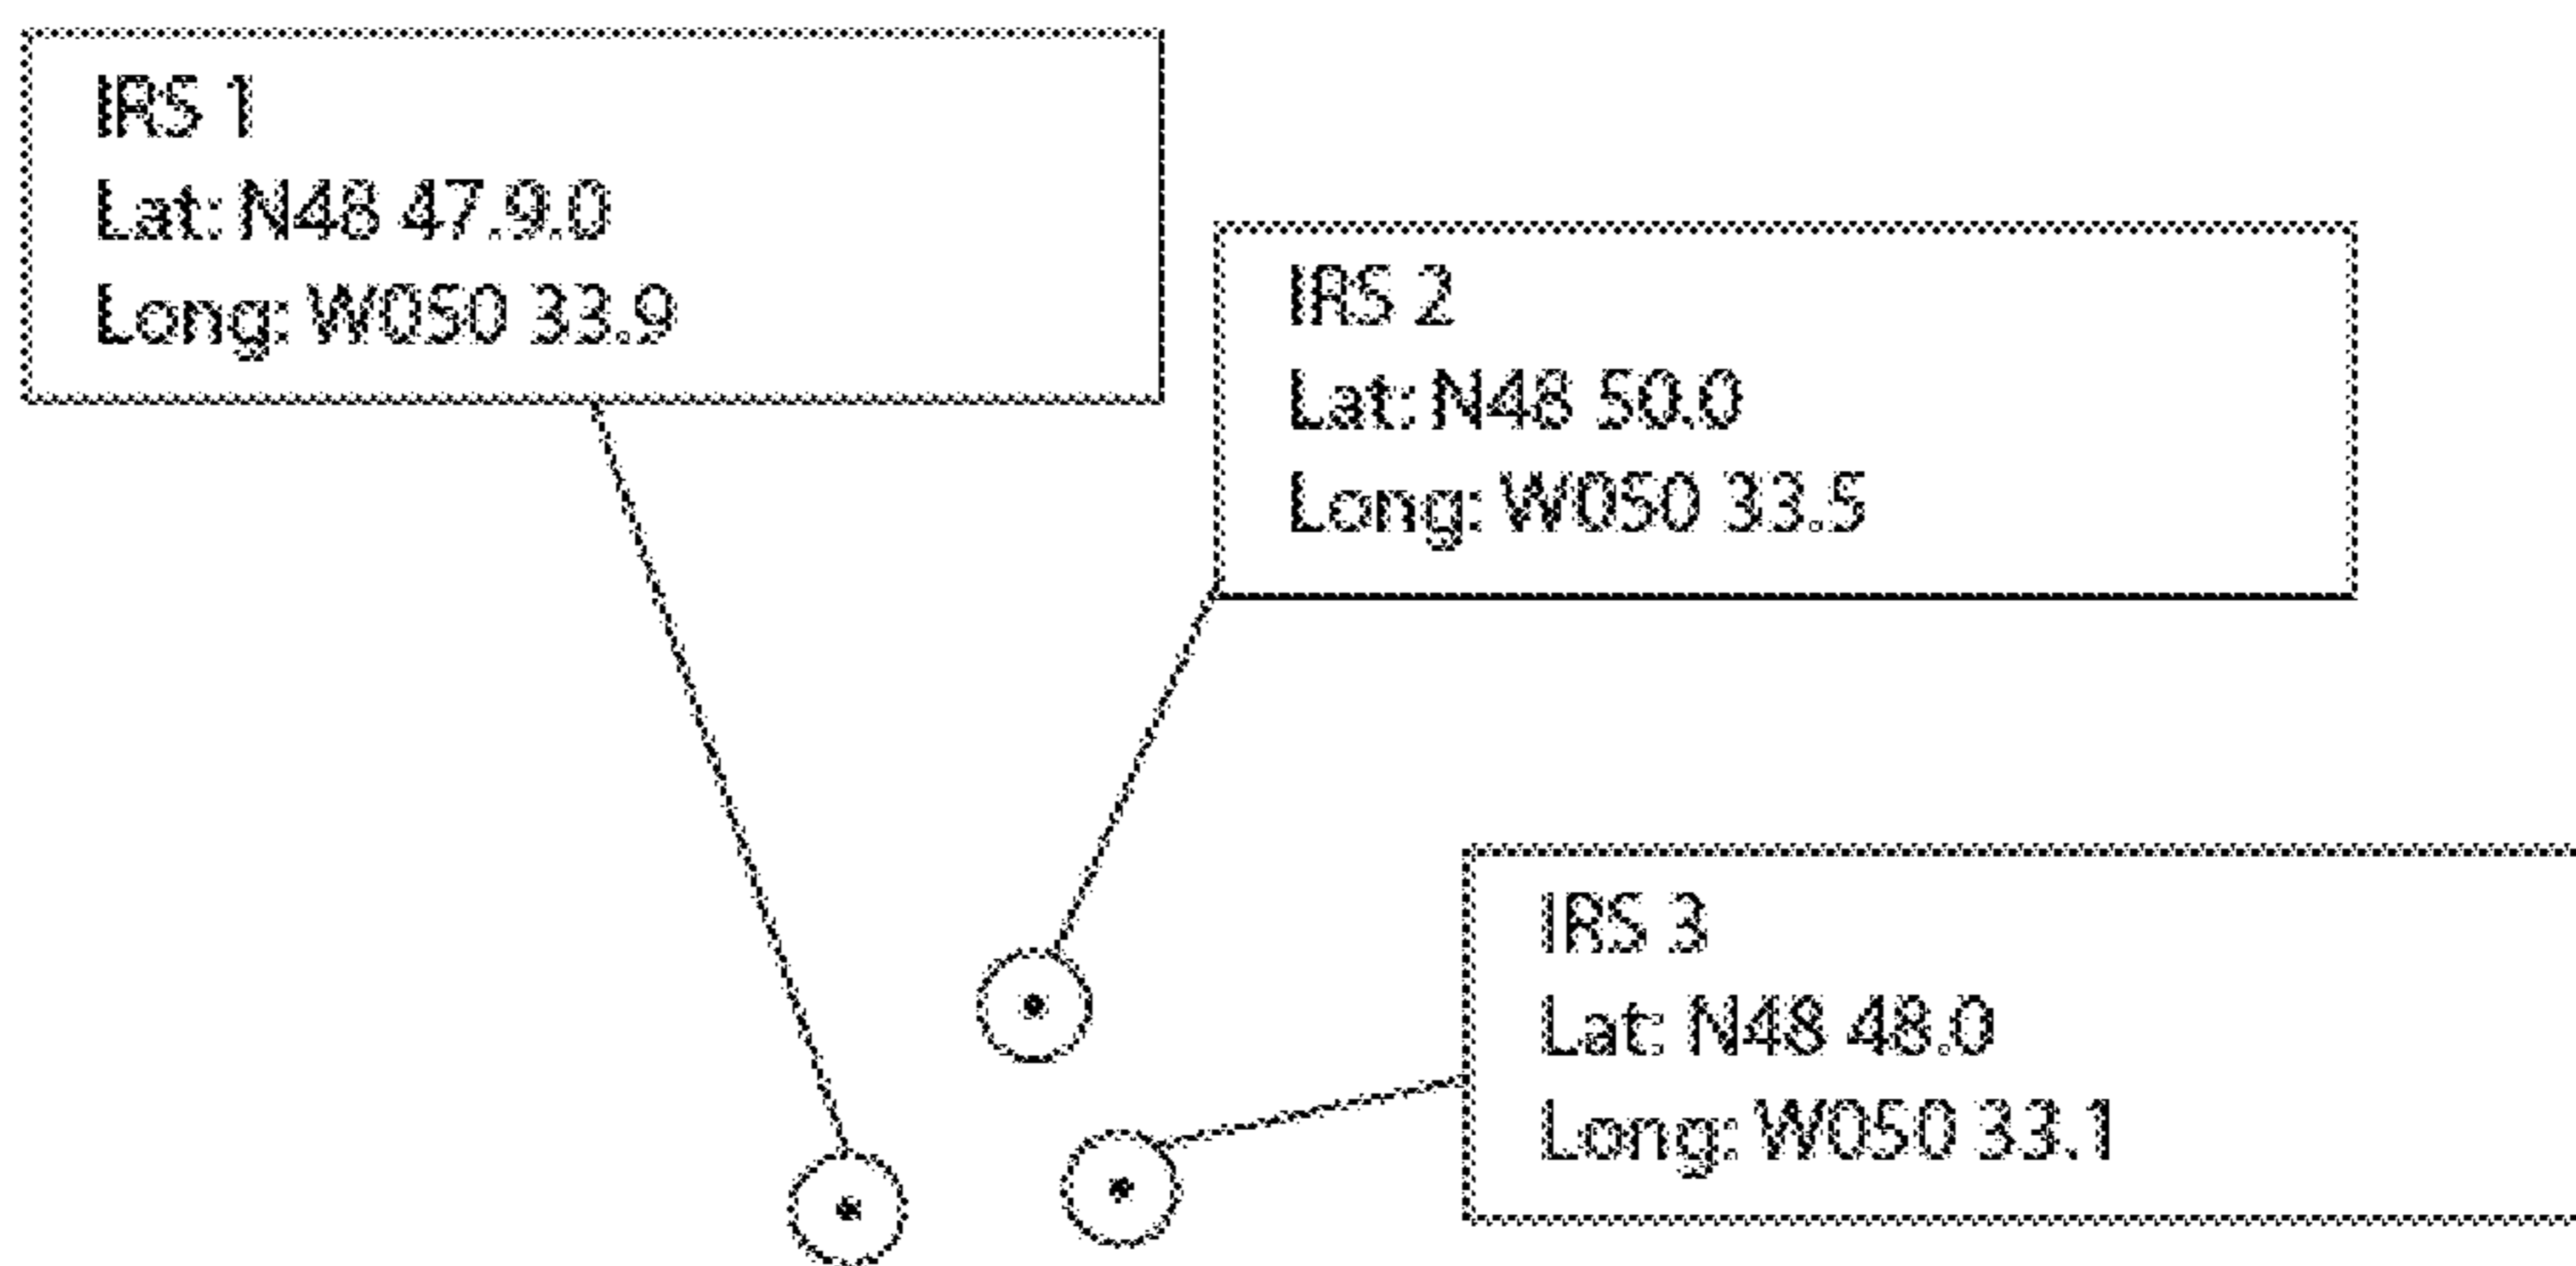 IRS 1
Lat: N48 47.9.0
Long: W050 33.9
IRS 2
Lat: N48 50.0
Long: W050 33.5
IRS 3
Lat: N48 48.0
Long: W050 33.1